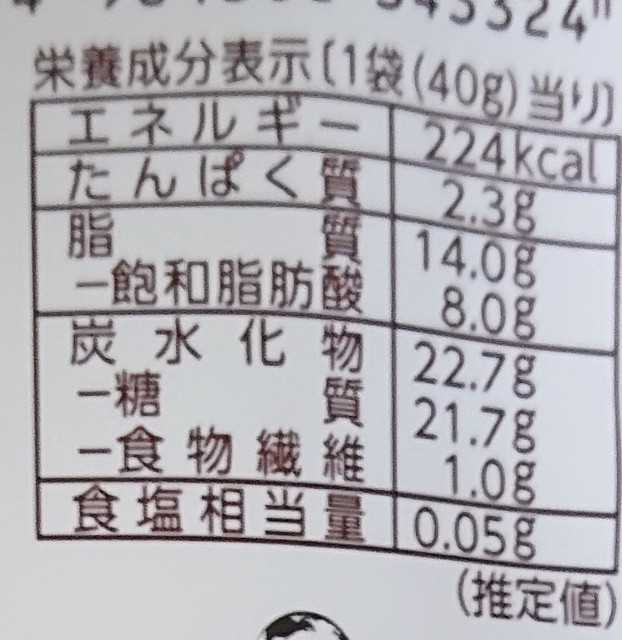 345324"
栄養成分表示〔1袋(40g)当り〕
エネルギー 224kcal
たんぱく質 2.3g
脂質 14.0g
−飽和脂肪酸 8.0g
炭水化物 22.7g
−糖質 21.7g
−食物繊維 1.0g
食塩相当量 0.05g
(推定値)